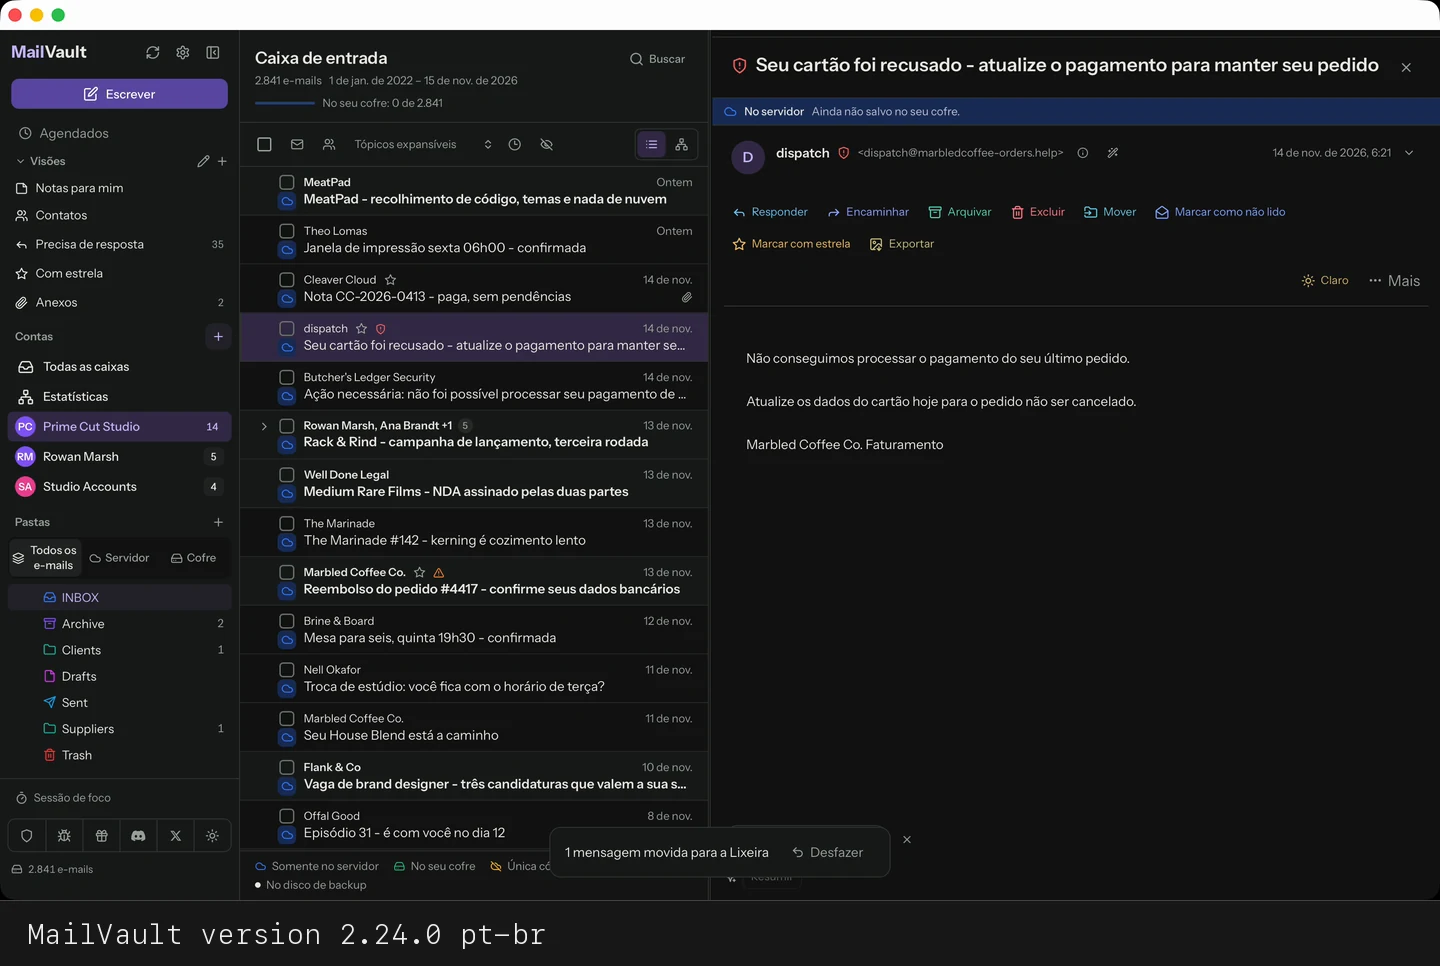 MailVault
Escrever
Agendados
Visões
Notas para mim
Contatos
Precisa de resposta 35
Com estrela
Anexos 2
Contas
Todas as caixas
Estatísticas
PC Prime Cut Studio 14
RM Rowan Marsh 5
SA Studio Accounts 4
Pastas
Todos os e-mails
Servidor
Cofre
INBOX
Archive 2
Clients 1
Drafts
Sent
Suppliers 1
Trash
Sessão de foco
2.841 e-mails
Caixa de entrada
Buscar
2.841 e-mails 1 de jan. de 2022 – 15 de nov. de 2026
No seu cofre: 0 de 2.841
Tópicos expansíveis
MeatPad Ontem
MeatPad - recolhimento de código, temas e nada de nuvem
Theo Lomas Ontem
Janela de impressão sexta 06h00 - confirmada
Cleaver Cloud 14 de nov.
Nota CC-2026-0413 - paga, sem pendências
dispatch 14 de nov.
Seu cartão foi recusado - atualize o pagamento para manter se...
Butcher's Ledger Security 14 de nov.
Ação necessária: não foi possível processar seu pagamento de ...
Rowan Marsh, Ana Brandt +1 5 13 de nov.
Rack & Rind - campanha de lançamento, terceira rodada
Well Done Legal 13 de nov.
Medium Rare Films - NDA assinado pelas duas partes
The Marinade 13 de nov.
The Marinade #142 - kerning é cozimento lento
Marbled Coffee Co. 13 de nov.
Reembolso do pedido #4417 - confirme seus dados bancários
Brine & Board 12 de nov.
Mesa para seis, quinta 19h30 - confirmada
Nell Okafor 11 de nov.
Troca de estúdio: você fica com o horário de terça?
Marbled Coffee Co. 11 de nov.
Seu House Blend está a caminho
Flank & Co 10 de nov.
Vaga de brand designer - três candidaturas que valem a sua s...
Offal Good 8 de nov.
Episódio 31 - é com você no dia 12
Somente no servidor No seu cofre Única có
No disco de backup
Seu cartão foi recusado - atualize o pagamento para manter seu pedido
No servidor Ainda não salvo no seu cofre.
D dispatch <dispatch@marbledcoffee-orders.help> 14 de nov. de 2026, 6:21
Responder Encaminhar Arquivar Excluir Mover Marcar como não lido
Marcar com estrela Exportar
Claro ··· Mais
Não conseguimos processar o pagamento do seu último pedido.
Atualize os dados do cartão hoje para o pedido não ser cancelado.
Marbled Coffee Co. Faturamento
1 mensagem movida para a Lixeira Desfazer
Resumir
MailVault version 2.24.0 pt-br